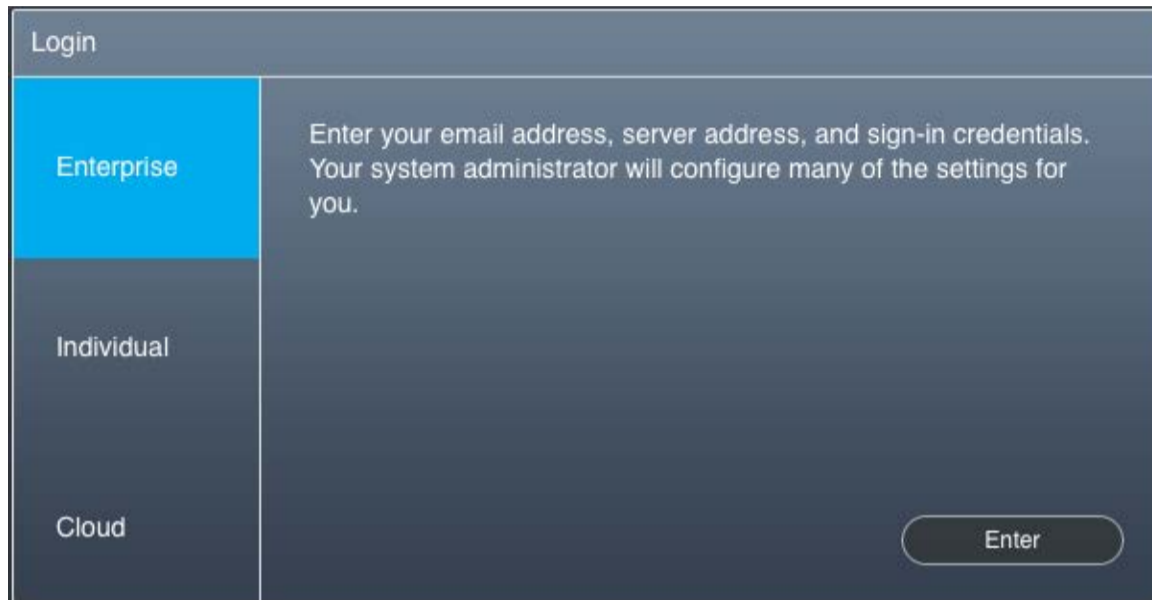 Login
Enterprise
Enter your email address, server address, and sign-in credentials.
Your system administrator will configure many of the settings for
you.
Individual
Cloud
Enter